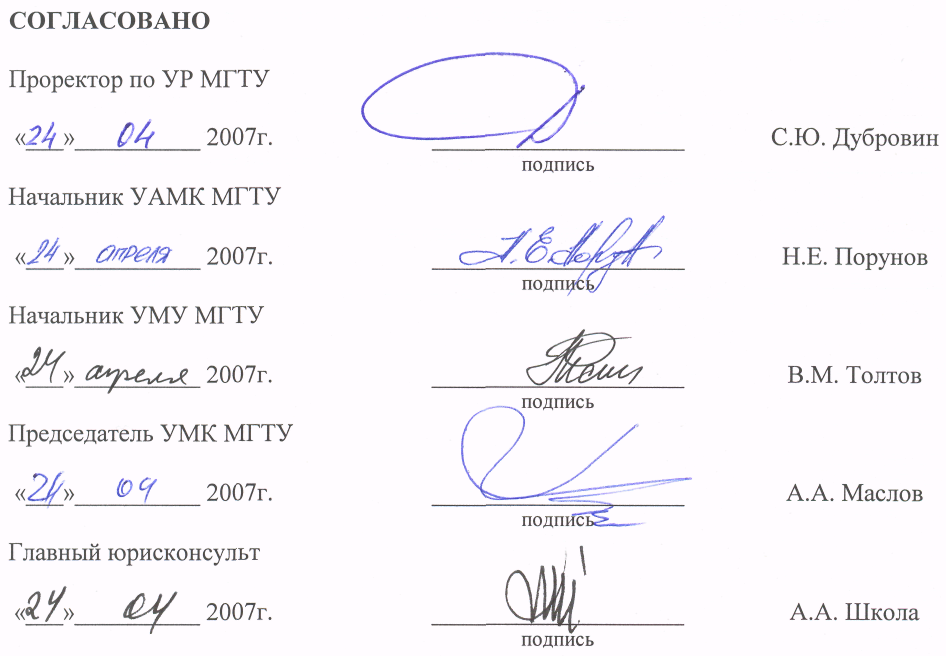 СОГЛАСОВАНО
Проректор по УР МГТУ
«24» 04 2007г. С.Ю. Дубровин
подпись
Начальник УАМК МГТУ
«24» апреля 2007г. Н.Е. Порунов
подпись
Начальник УМУ МГТУ
«24» апреля 2007г. В.М. Толтов
подпись
Председатель УМК МГТУ
«24» 04 2007г. А.А. Маслов
подпись
Главный юрисконсульт
«24» 04 2007г. А.А. Школа
подпись